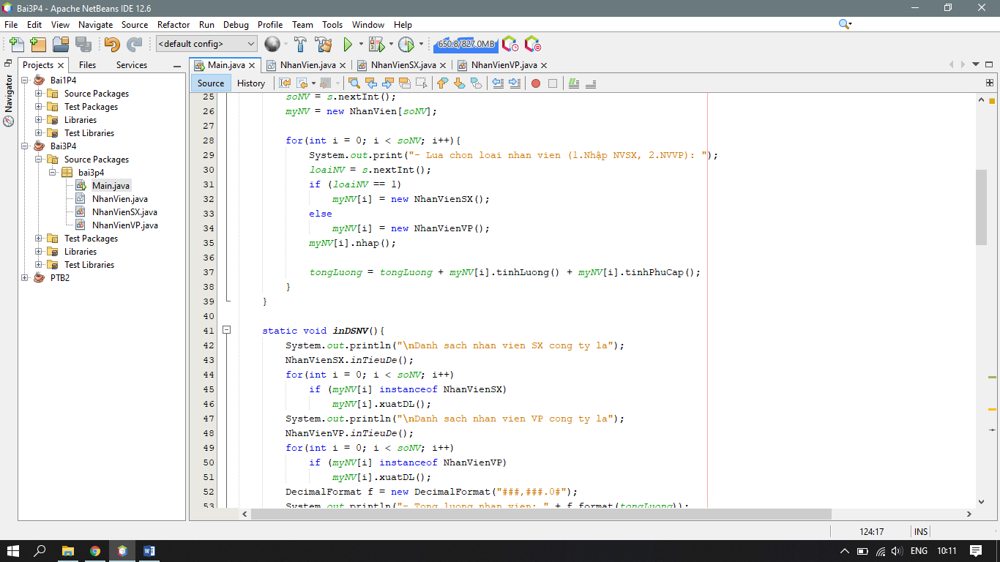 Bai3P4 - Apache NetBeans IDE 12.6
File Edit View Navigate Source Refactor Run Debug Profile Team Tools Window Help
<default config> 650.8/827.0MB
Projects Files Services
Navigator
Bai1P4
Source Packages
Test Packages
Libraries
Test Libraries
Bai3P4
Source Packages
bai3p4
Main.java
NhanVien.java
NhanVienSX.java
NhanVienVP.java
Test Packages
Libraries
Test Libraries
PTB2
Main.java NhanVien.java NhanVienSX.java NhanVienVP.java
Source History
25 soNV = s.nextInt();
26 myNV = new NhanVien[soNV];
27
28 for(int i = 0; i < soNV; i++){
29 System.out.print("- Lua chon loai nhan vien (1.Nhập NVSX, 2.NVVP): ");
30 loaiNV = s.nextInt();
31 if (loaiNV == 1)
32 myNV[i] = new NhanVienSX();
33 else
34 myNV[i] = new NhanVienVP();
35 myNV[i].nhap();
36
37 tongLuong = tongLuong + myNV[i].tinhLuong() + myNV[i].tinhPhuCap();
38 }
39 }
40
41 static void inDSNV(){
42 System.out.println("\nDanh sach nhan vien SX cong ty la");
43 NhanVienSX.inTieuDe();
44 for(int i = 0; i < soNV; i++)
45 if (myNV[i] instanceof NhanVienSX)
46 myNV[i].xuatDL();
47 System.out.println("\nDanh sach nhan vien VP cong ty la");
48 NhanVienVP.inTieuDe();
49 for(int i = 0; i < soNV; i++)
50 if (myNV[i] instanceof NhanVienVP)
51 myNV[i].xuatDL();
52 DecimalFormat f = new DecimalFormat("###,###.0#");
53 System.out.println("- Tong luong nhan vien: " + f.format(tongLuong));
124:17 INS
ENG 10:11